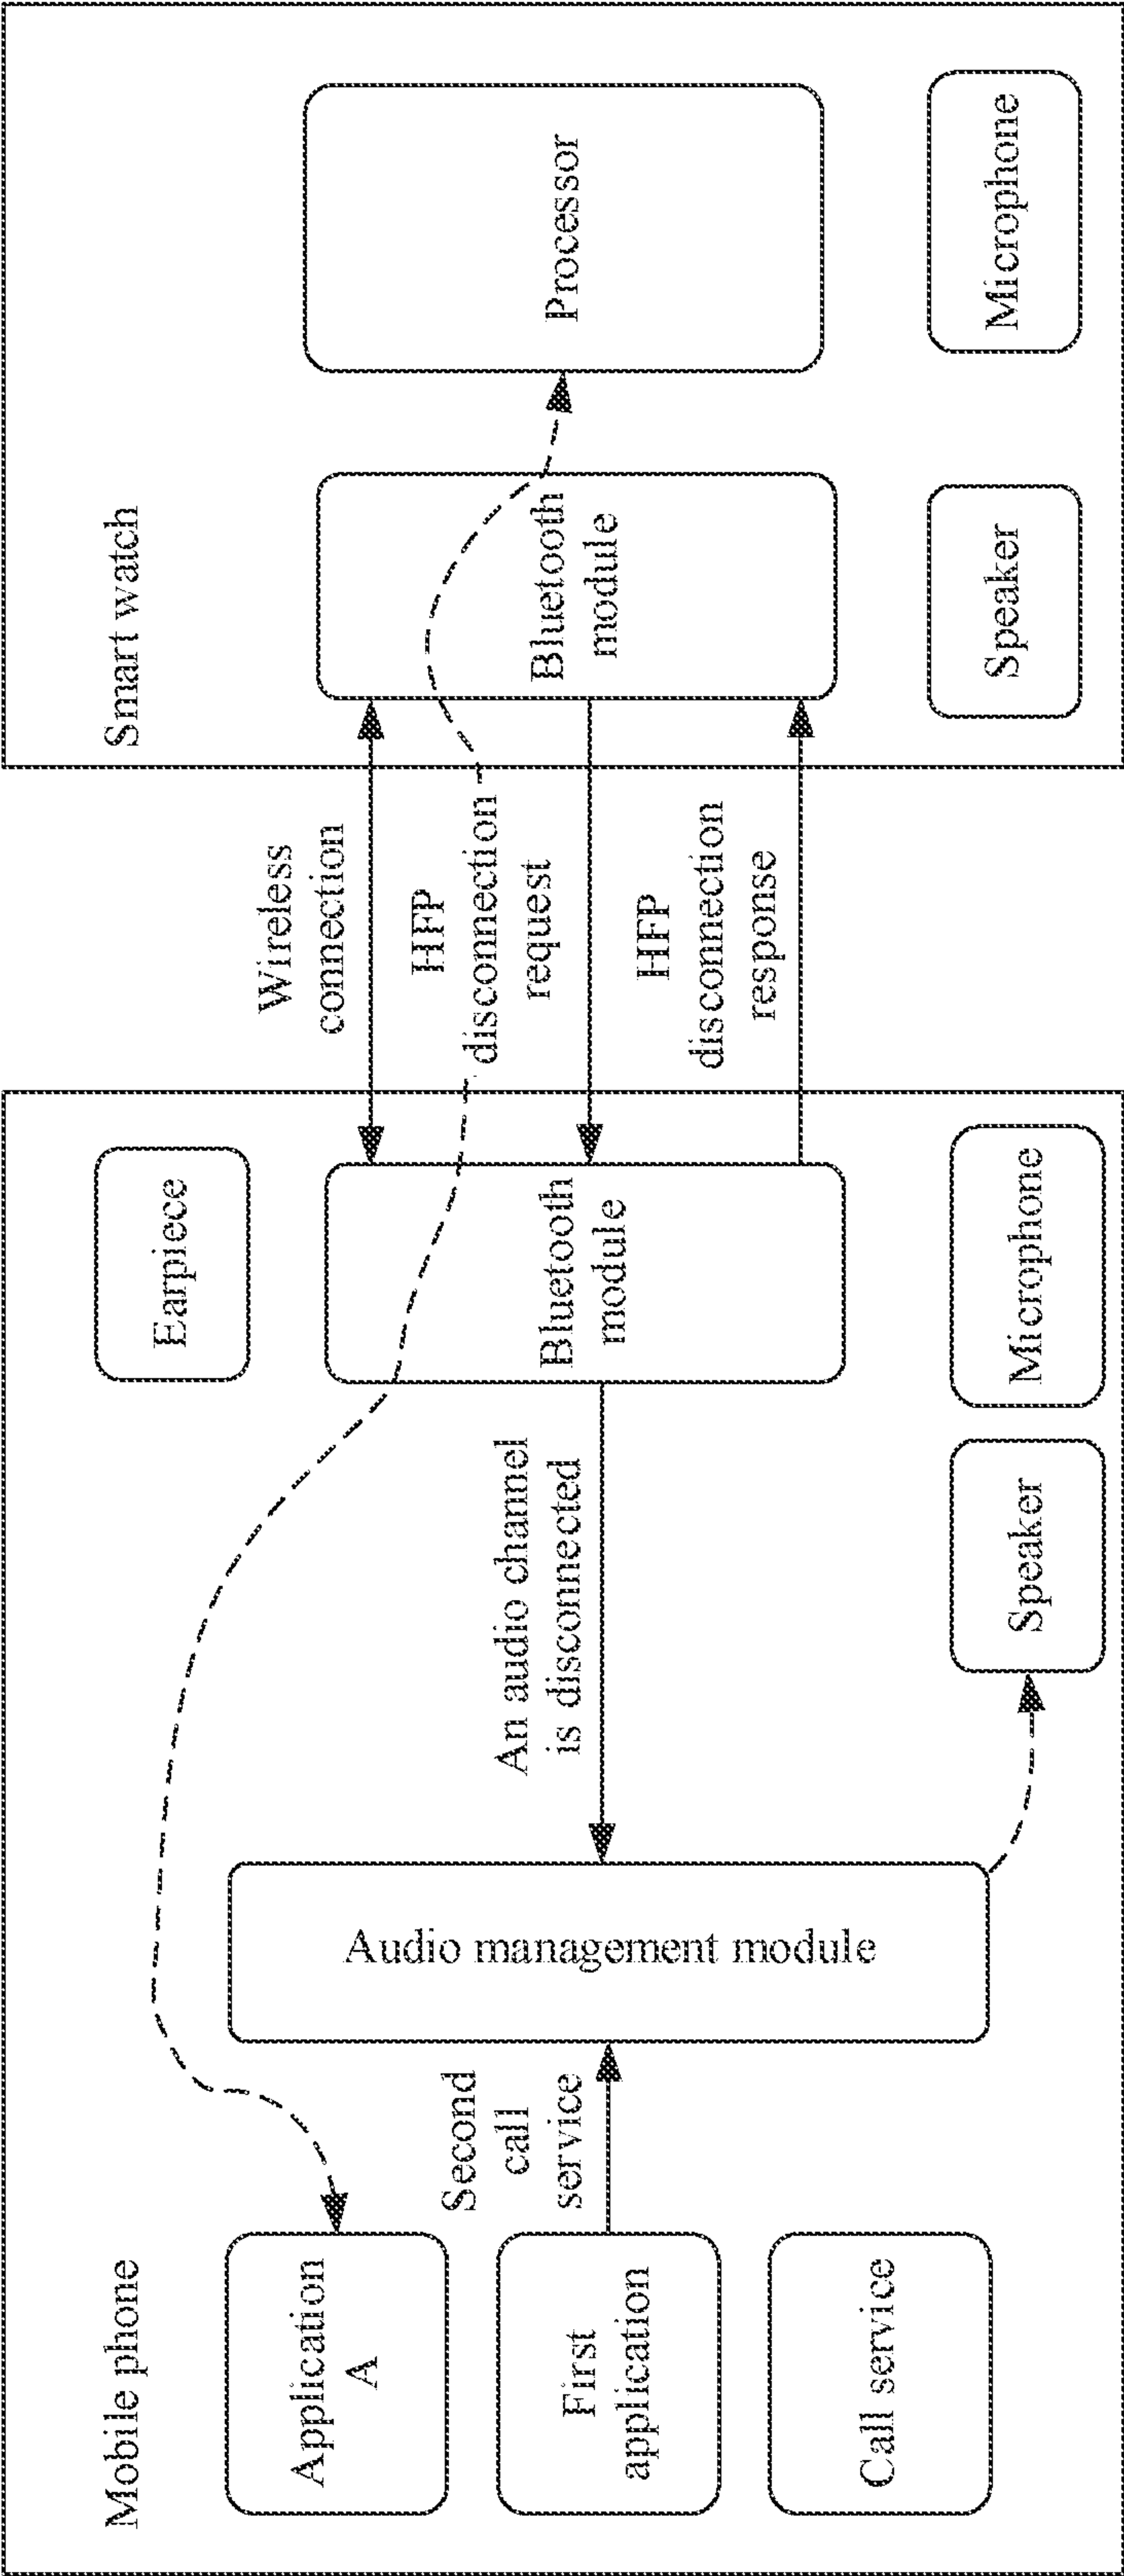 Mobile phone
Application
A
First
application
Call service
Second
call
service
Audio management module
An audio channel
is disconnected
Speaker
Earpiece
Bluetooth
module
Microphone
Wireless
connection
HFP
disconnection
request
HFP
disconnection
response
Smart watch
Bluetooth
module
Speaker
Processor
Microphone